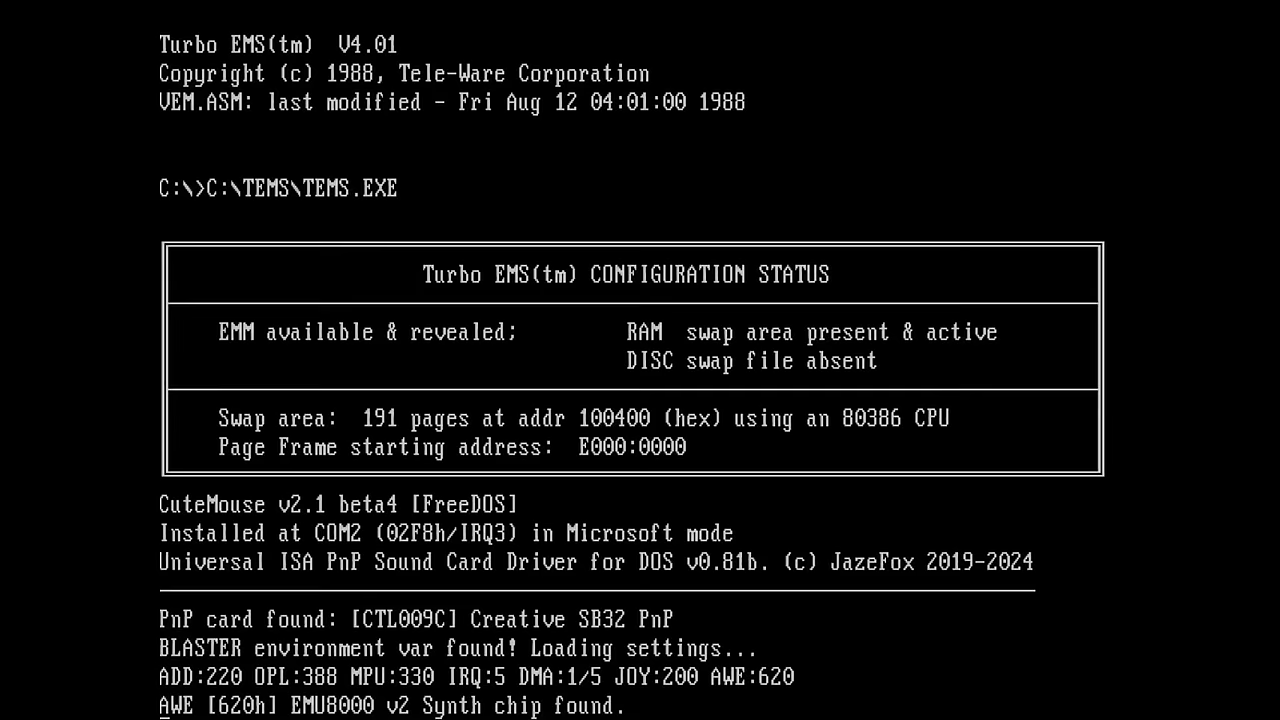 Turbo EMS(tm)  V4.01
Copyright (c) 1988, Tele-Ware Corporation
VEM.ASM: last modified - Fri Aug 12 04:01:00 1988
C:\>C:\TEMS\TEMS.EXE
Turbo EMS(tm) CONFIGURATION STATUS
EMM available & revealed;         RAM  swap area present & active
DISC swap file absent
Swap area:  191 pages at addr 100400 (hex) using an 80386 CPU
Page Frame starting address:  E000:0000
CuteMouse v2.1 beta4 [FreeDOS]
Installed at COM2 (02F8h/IRQ3) in Microsoft mode
Universal ISA PnP Sound Card Driver for DOS v0.81b. (c) JazeFox 2019-2024
PnP card found: [CTL009C] Creative SB32 PnP
BLASTER environment var found! Loading settings...
ADD:220 OPL:388 MPU:330 IRQ:5 DMA:1/5 JOY:200 AWE:620
AWE [620h] EMU8000 v2 Synth chip found.